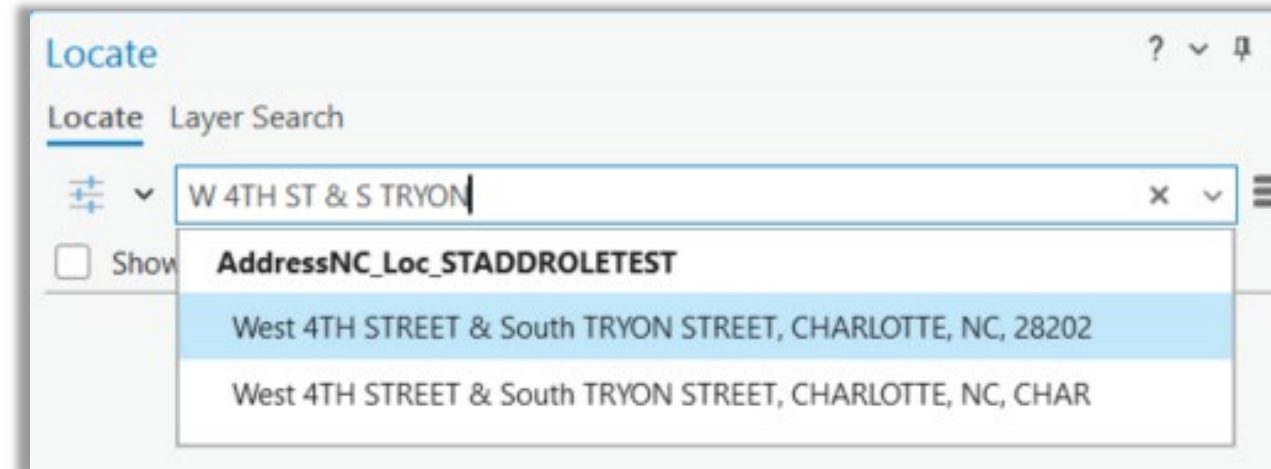 Locate ?
Locate Layer Search
W 4TH ST & S TRYON
Show
AddressNC_Loc_STADDROLETEST
West 4TH STREET & South TRYON STREET, CHARLOTTE, NC, 28202
West 4TH STREET & South TRYON STREET, CHARLOTTE, NC, CHAR